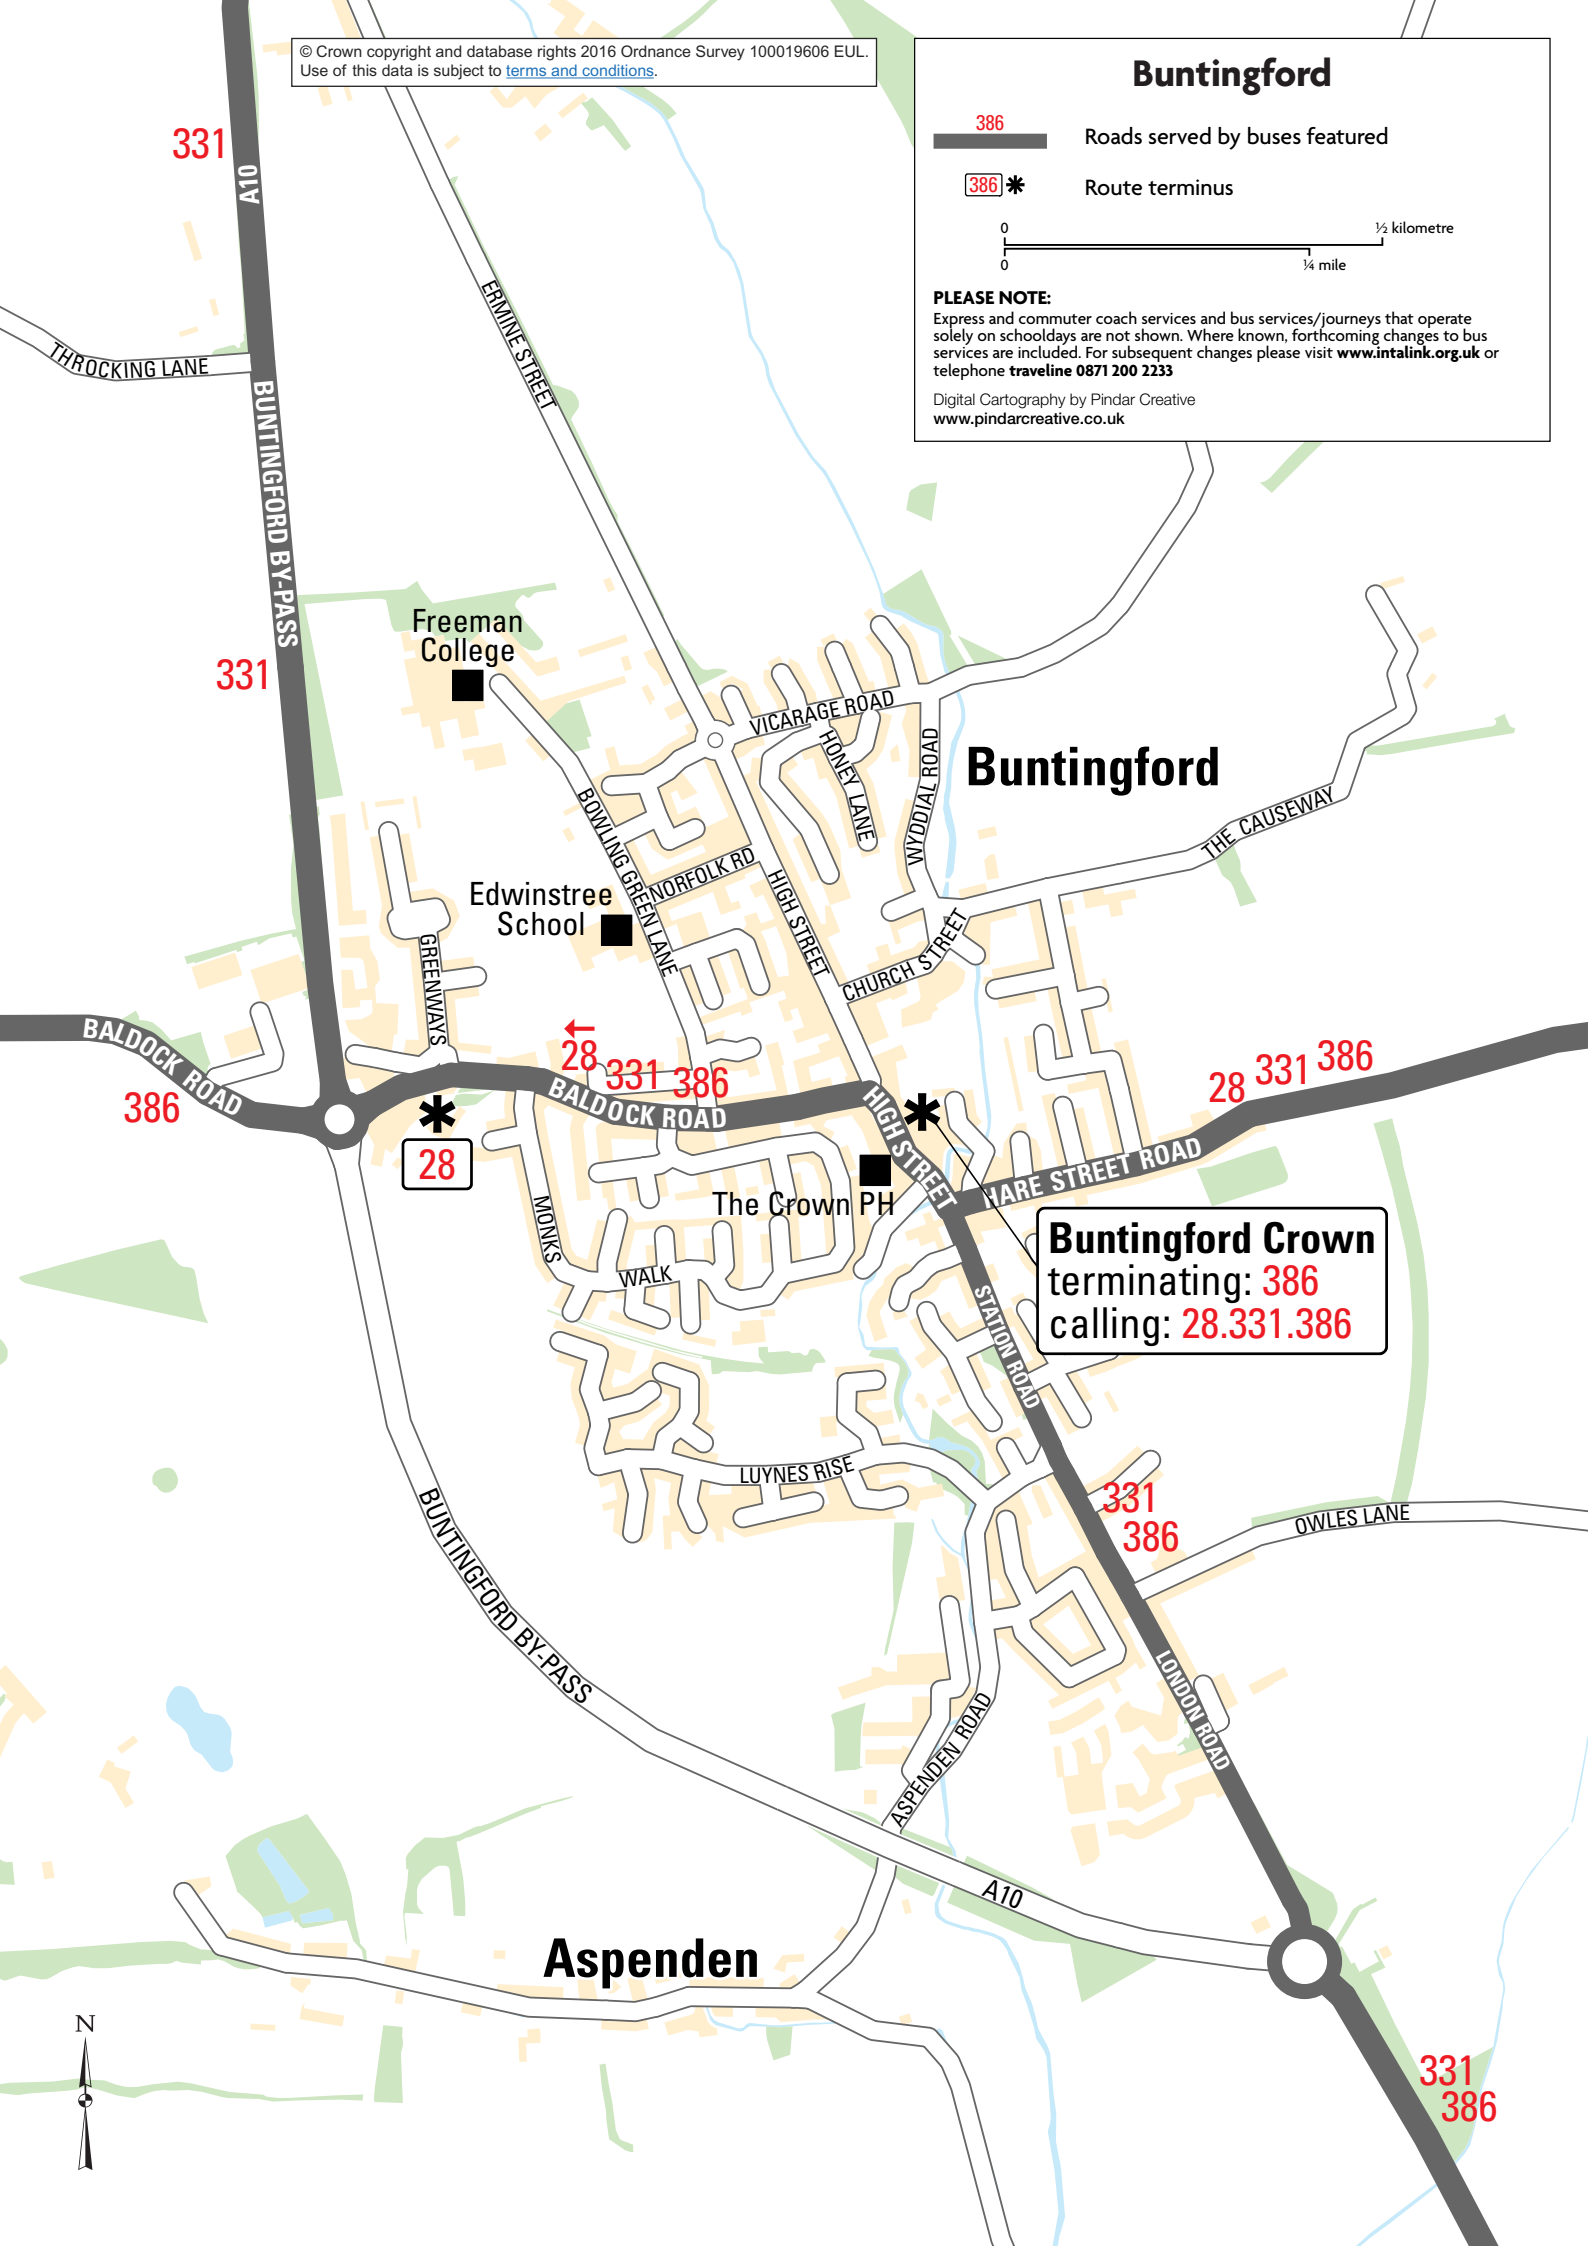 © Crown copyright and database rights 2016 Ordnance Survey 100019606 EUL.
Use of this data is subject to terms and conditions.
Buntingford
386
Roads served by buses featured
386
Route terminus
0
½ kilometre
0
¼ mile
PLEASE NOTE:
Express and commuter coach services and bus services/journeys that operate
solely on schooldays are not shown. Where known, forthcoming changes to bus
services are included. For subsequent changes please visit www.intalink.org.uk or
telephone traveline 0871 200 2233
Digital Cartography by Pindar Creative
www.pindarcreative.co.uk
331
A10
ERMINE STREET
THROCKING LANE
BUNTINGFORD BY-PASS
Freeman
College
331
VICARAGE ROAD
HONEY LANE
WYDDIAL ROAD
Buntingford
THE CAUSEWAY
BOWLING GREEN LANE
NORFOLK RD
HIGH STREET
Edwinstree
School
CHURCH STREET
GREENWAYS
BALDOCK ROAD
386
28
331
386
BALDOCK ROAD
28
331
386
28
HIGH STREET
HARE STREET ROAD
The Crown PH
MONKS
WALK
Buntingford Crown
terminating: 386
calling: 28.331.386
STATION ROAD
LUYNES RISE
331
386
OWLES LANE
BUNTINGFORD BY-PASS
LONDON ROAD
ASPENDEN ROAD
A10
Aspenden
N
331
386